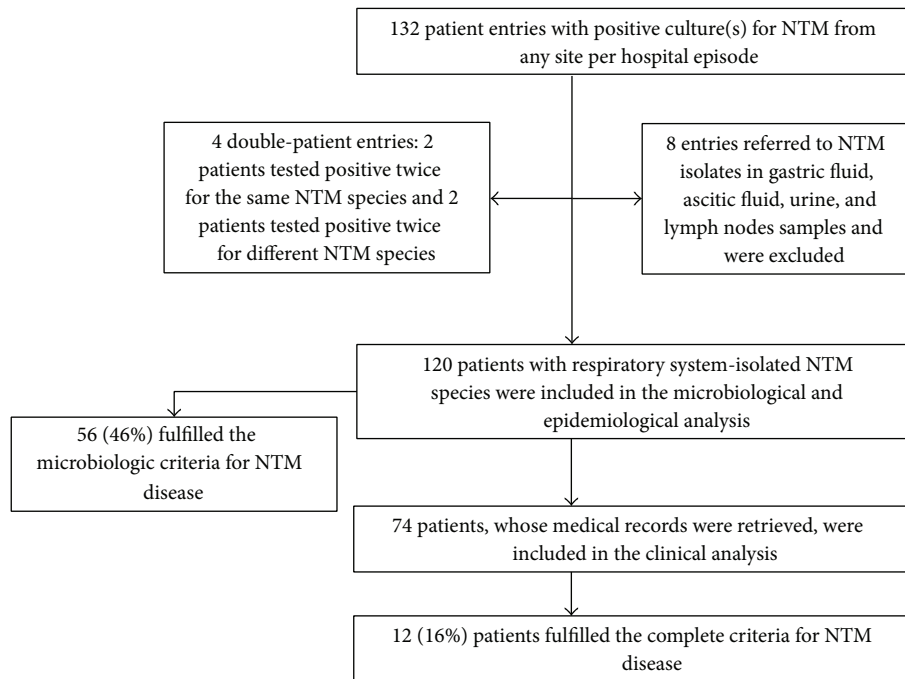 132 patient entries with positive culture(s) for NTM from
any site per hospital episode
4 double-patient entries: 2
patients tested positive twice
for the same NTM species and 2
patients tested positive twice
for different NTM species
8 entries referred to NTM
isolates in gastric fluid,
ascitic fluid, urine, and
lymph nodes samples and
were excluded
120 patients with respiratory system-isolated NTM
species were included in the microbiological and
epidemiological analysis
56 (46%) fulfilled the
microbiologic criteria for NTM
disease
74 patients, whose medical records were retrieved, were
included in the clinical analysis
12 (16%) patients fulfilled the complete criteria for NTM
disease